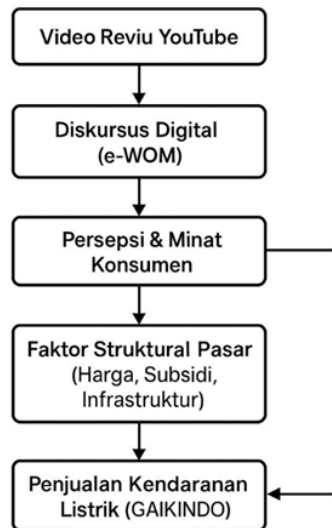 Video Reviu YouTube
Diskursus Digital
(e-WOM)
Persepsi & Minat
Konsumen
Faktor Struktural Pasar
(Harga, Subsidi,
Infrastruktur)
Penjualan Kendaranan
Listrik (GAIKINDO)